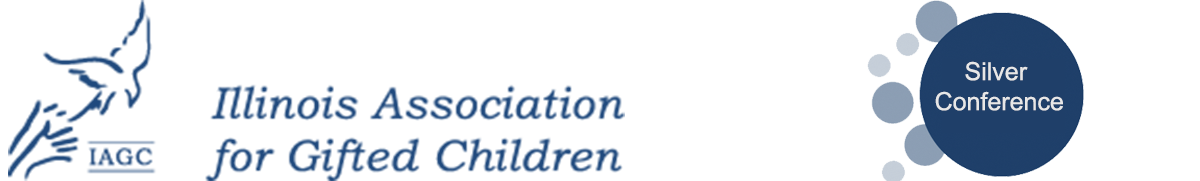 IAGC
Illinois Association
for Gifted Children
Silver
Conference